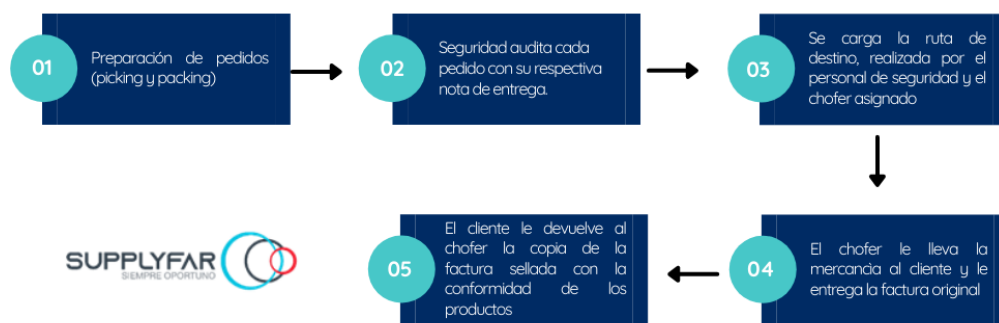 01
Preparación de pedidos
(picking y packing)
02
Seguridad audita cada
pedido con su respectiva
nota de entrega.
03
Se carga la ruta de
destino, realizada por el
personal de seguridad y el
chofer asignado
04
El chofer le lleva la
mercancìa al cliente y le
entrega la factura original
05
El cliente le devuelve al
chofer la copia de la
factura sellada con la
conformidad de los
productos
SUPPLYFAR
SIEMPRE OPORTUNO